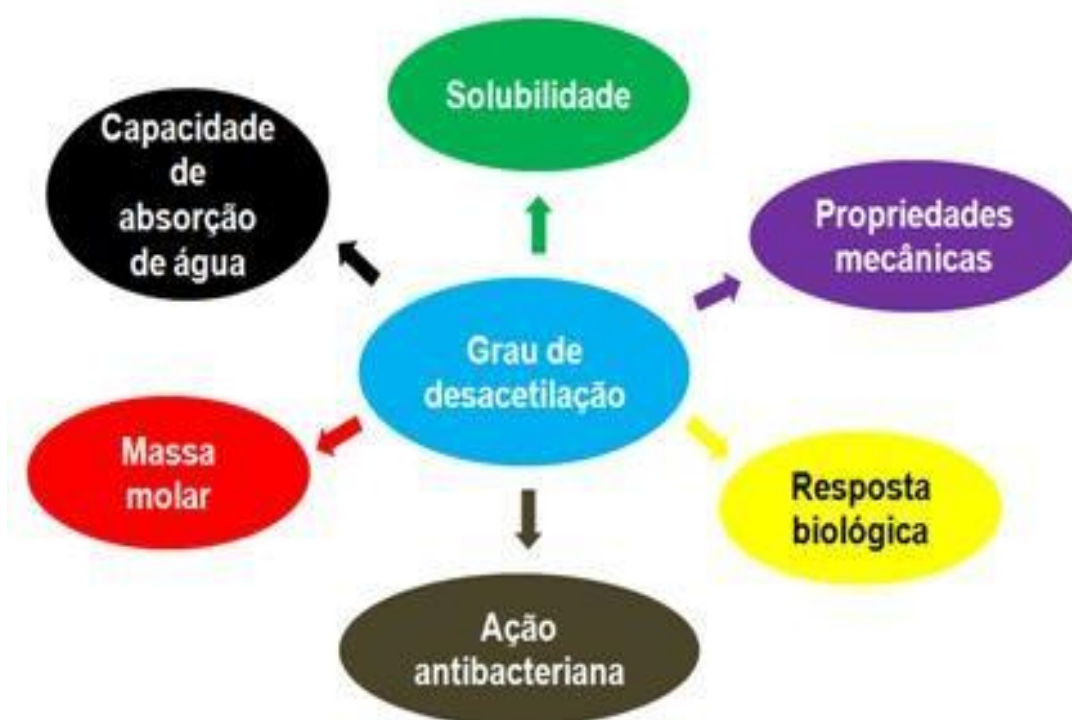 Solubilidade
Capacidade
de
absorção
de água
Propriedades
mecânicas
Grau de
desacetilação
Massa
molar
Resposta
biológica
Ação
antibacteriana